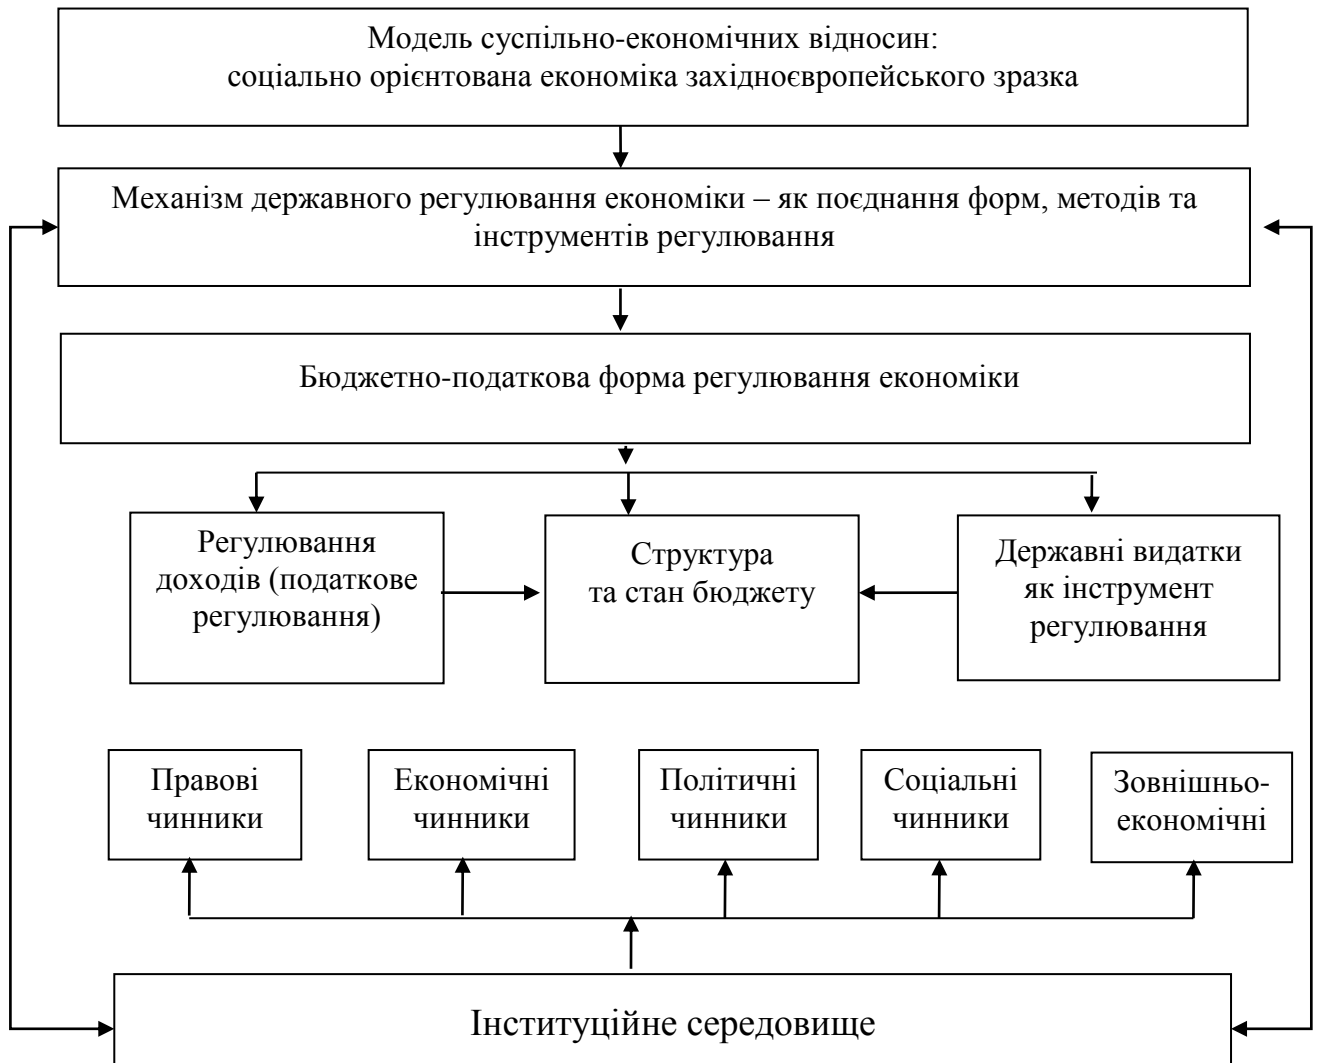 Модель суспільно-економічних відносин:
соціально орієнтована економіка західноєвропейського зразка
Механізм державного регулювання економіки – як поєднання форм, методів та
інструментів регулювання
Бюджетно-податкова форма регулювання економіки
Регулювання
доходів (податкове
регулювання)
Структура
та стан бюджету
Державні видатки
як інструмент
регулювання
Правові
чинники
Економічні
чинники
Політичні
чинники
Соціальні
чинники
Зовнішньо-
економічні
Інституційне середовище